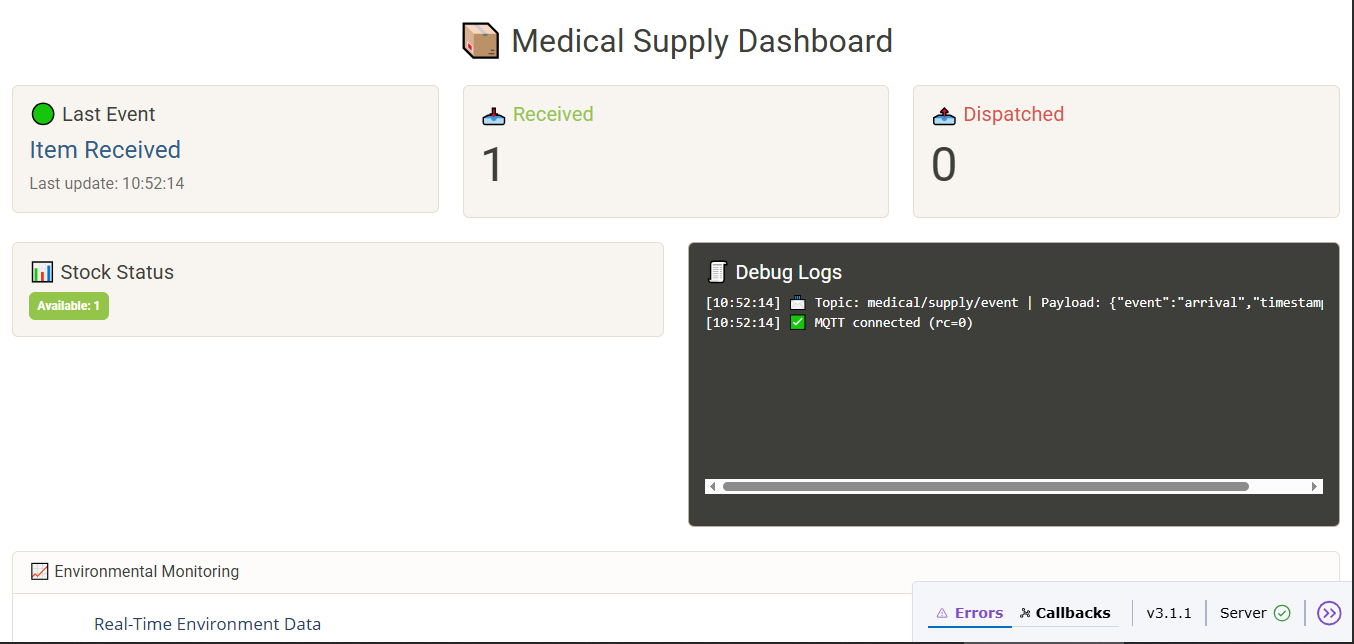 Medical Supply Dashboard
Last Event
Item Received
Last update: 10:52:14
Received
1
Dispatched
0
Stock Status
Available: 1
Debug Logs
[10:52:14] Topic: medical/supply/event | Payload: {"event":"arrival","timestamp
[10:52:14] ✅ MQTT connected (rc=0)
Environmental Monitoring
Real-Time Environment Data
Errors Callbacks v3.1.1 Server